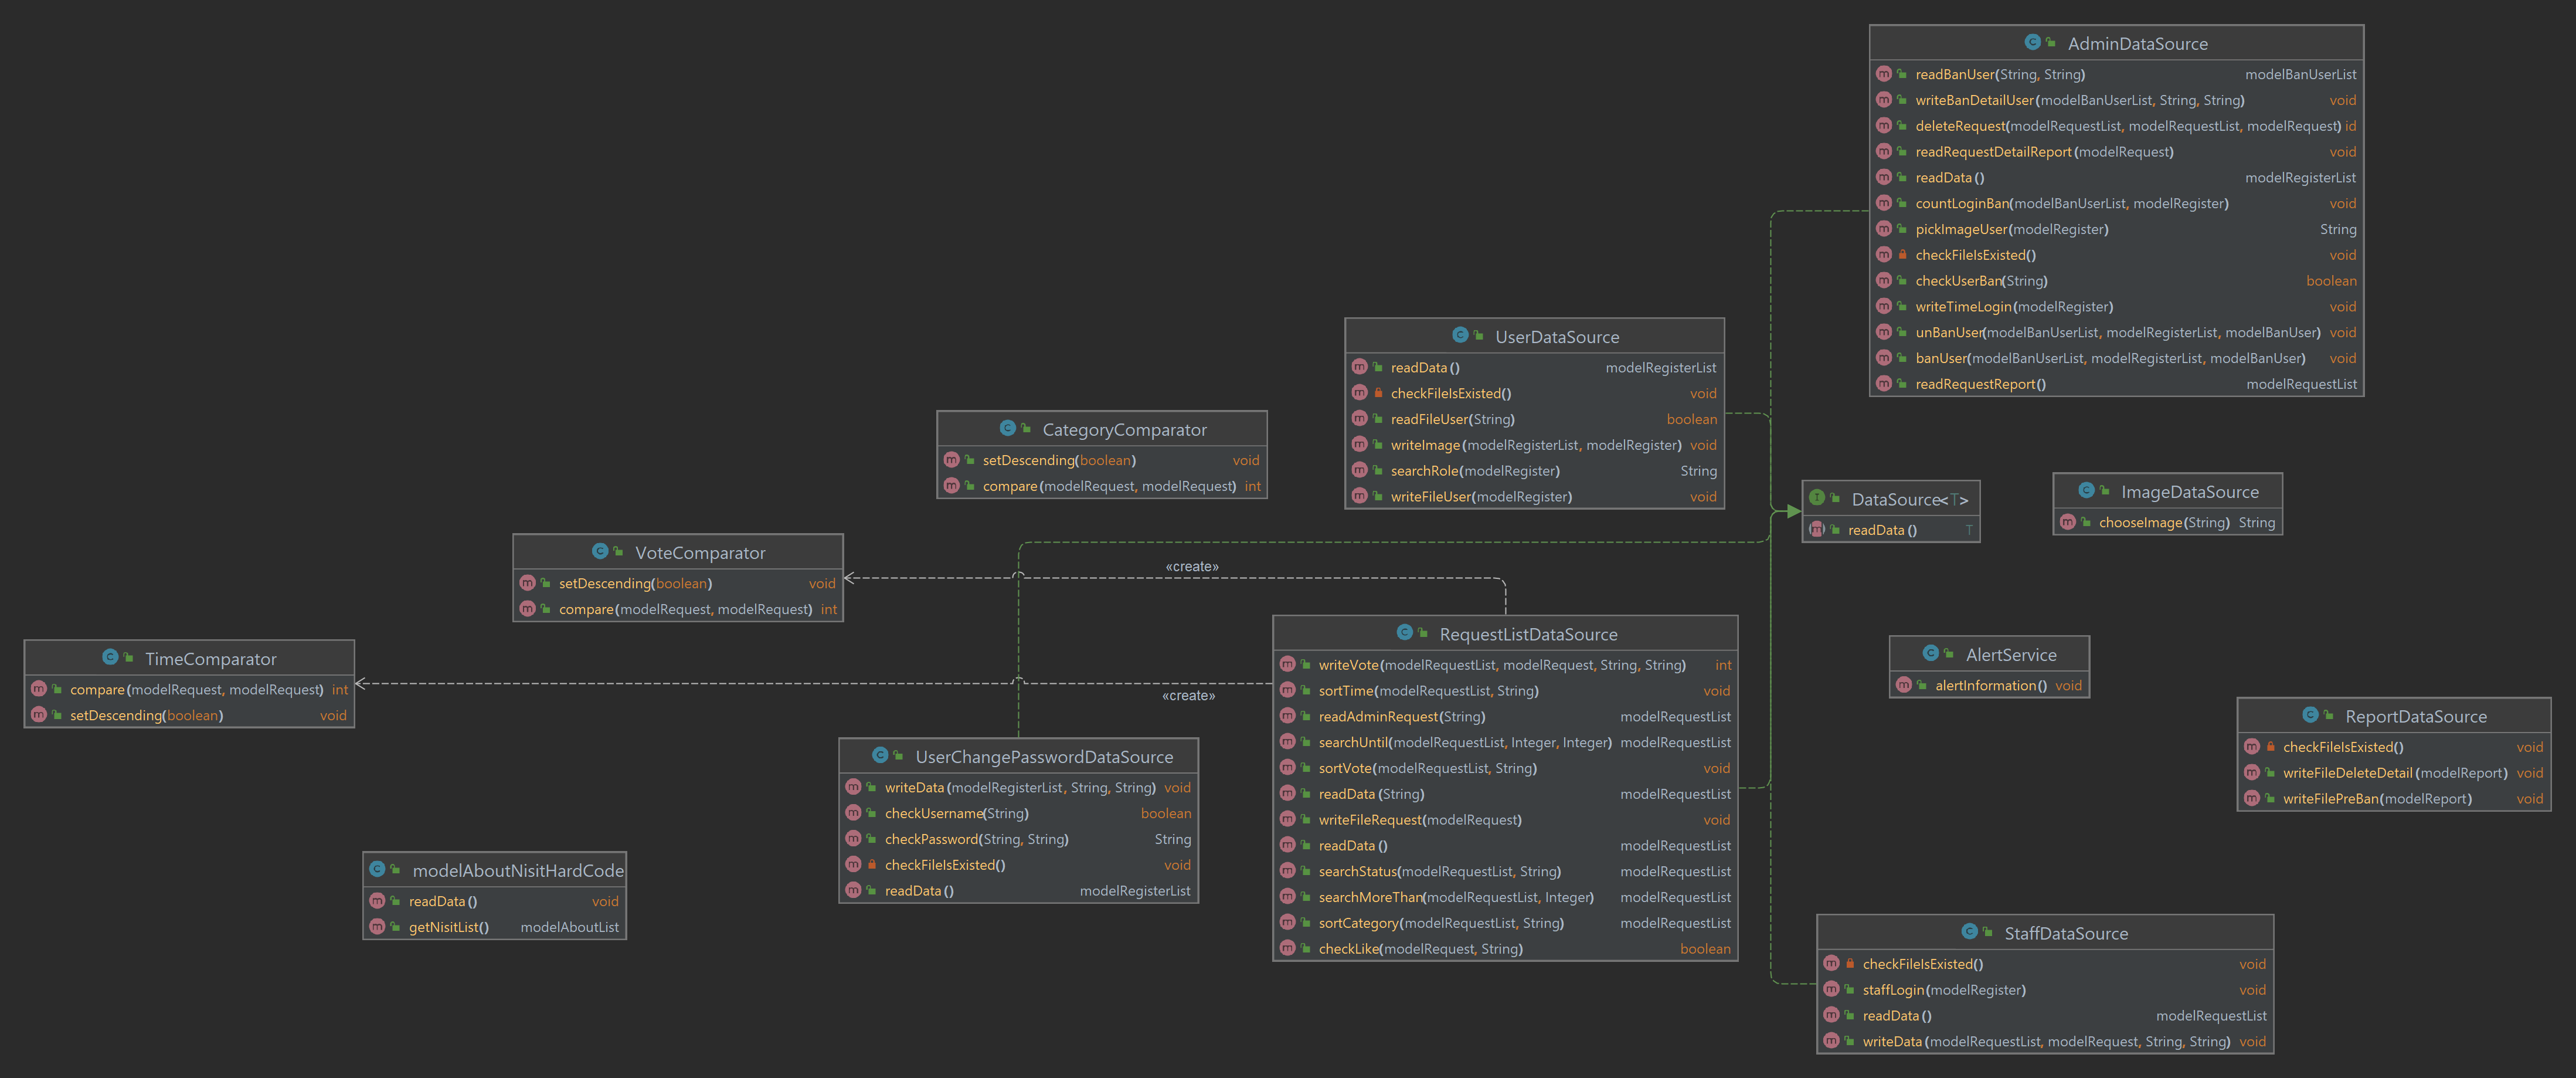 AdminDataSource
readBanUser(String, String) modelBanUserList
writeBanDetailUser(modelBanUserList, String, String) void
deleteRequest(modelRequestList, modelRequestList, modelRequest) id
readRequestDetailReport(modelRequest) void
readData() modelRegisterList
countLoginBan(modelBanUserList, modelRegister) void
pickImageUser(modelRegister) String
checkFileIsExisted() void
checkUserBan(String) boolean
writeTimeLogin(modelRegister) void
unBanUser(modelBanUserList, modelRegisterList, modelBanUser) void
banUser(modelBanUserList, modelRegisterList, modelBanUser) void
readRequestReport() modelRequestList
UserDataSource
readData() modelRegisterList
checkFileIsExisted() void
readFileUser(String) boolean
writeImage(modelRegisterList, modelRegister) void
searchRole(modelRegister) String
writeFileUser(modelRegister) void
CategoryComparator
setDescending(boolean) void
compare(modelRequest, modelRequest) int
DataSource<T>
readData() T
ImageDataSource
chooseImage(String) String
VoteComparator
setDescending(boolean) void
compare(modelRequest, modelRequest) int
«create»
TimeComparator
compare(modelRequest, modelRequest) int
setDescending(boolean) void
«create»
RequestListDataSource
writeVote(modelRequestList, modelRequest, String, String) int
sortTime(modelRequestList, String) void
readAdminRequest(String) modelRequestList
searchUntil(modelRequestList, Integer, Integer) modelRequestList
sortVote(modelRequestList, String) void
readData(String) modelRequestList
writeFileRequest(modelRequest) void
readData() modelRequestList
searchStatus(modelRequestList, String) modelRequestList
searchMoreThan(modelRequestList, Integer) modelRequestList
sortCategory(modelRequestList, String) modelRequestList
checkLike(modelRequest, String) boolean
AlertService
alertInformation() void
ReportDataSource
checkFileIsExisted() void
writeFileDeleteDetail(modelReport) void
writeFilePreBan(modelReport) void
UserChangePasswordDataSource
writeData(modelRegisterList, String, String) void
checkUsername(String) boolean
checkPassword(String, String) String
checkFileIsExisted() void
readData() modelRegisterList
modelAboutNisitHardCode
readData() void
getNisitList() modelAboutList
StaffDataSource
checkFileIsExisted() void
staffLogin(modelRegister) void
readData() modelRequestList
writeData(modelRequestList, modelRequest, String, String) void